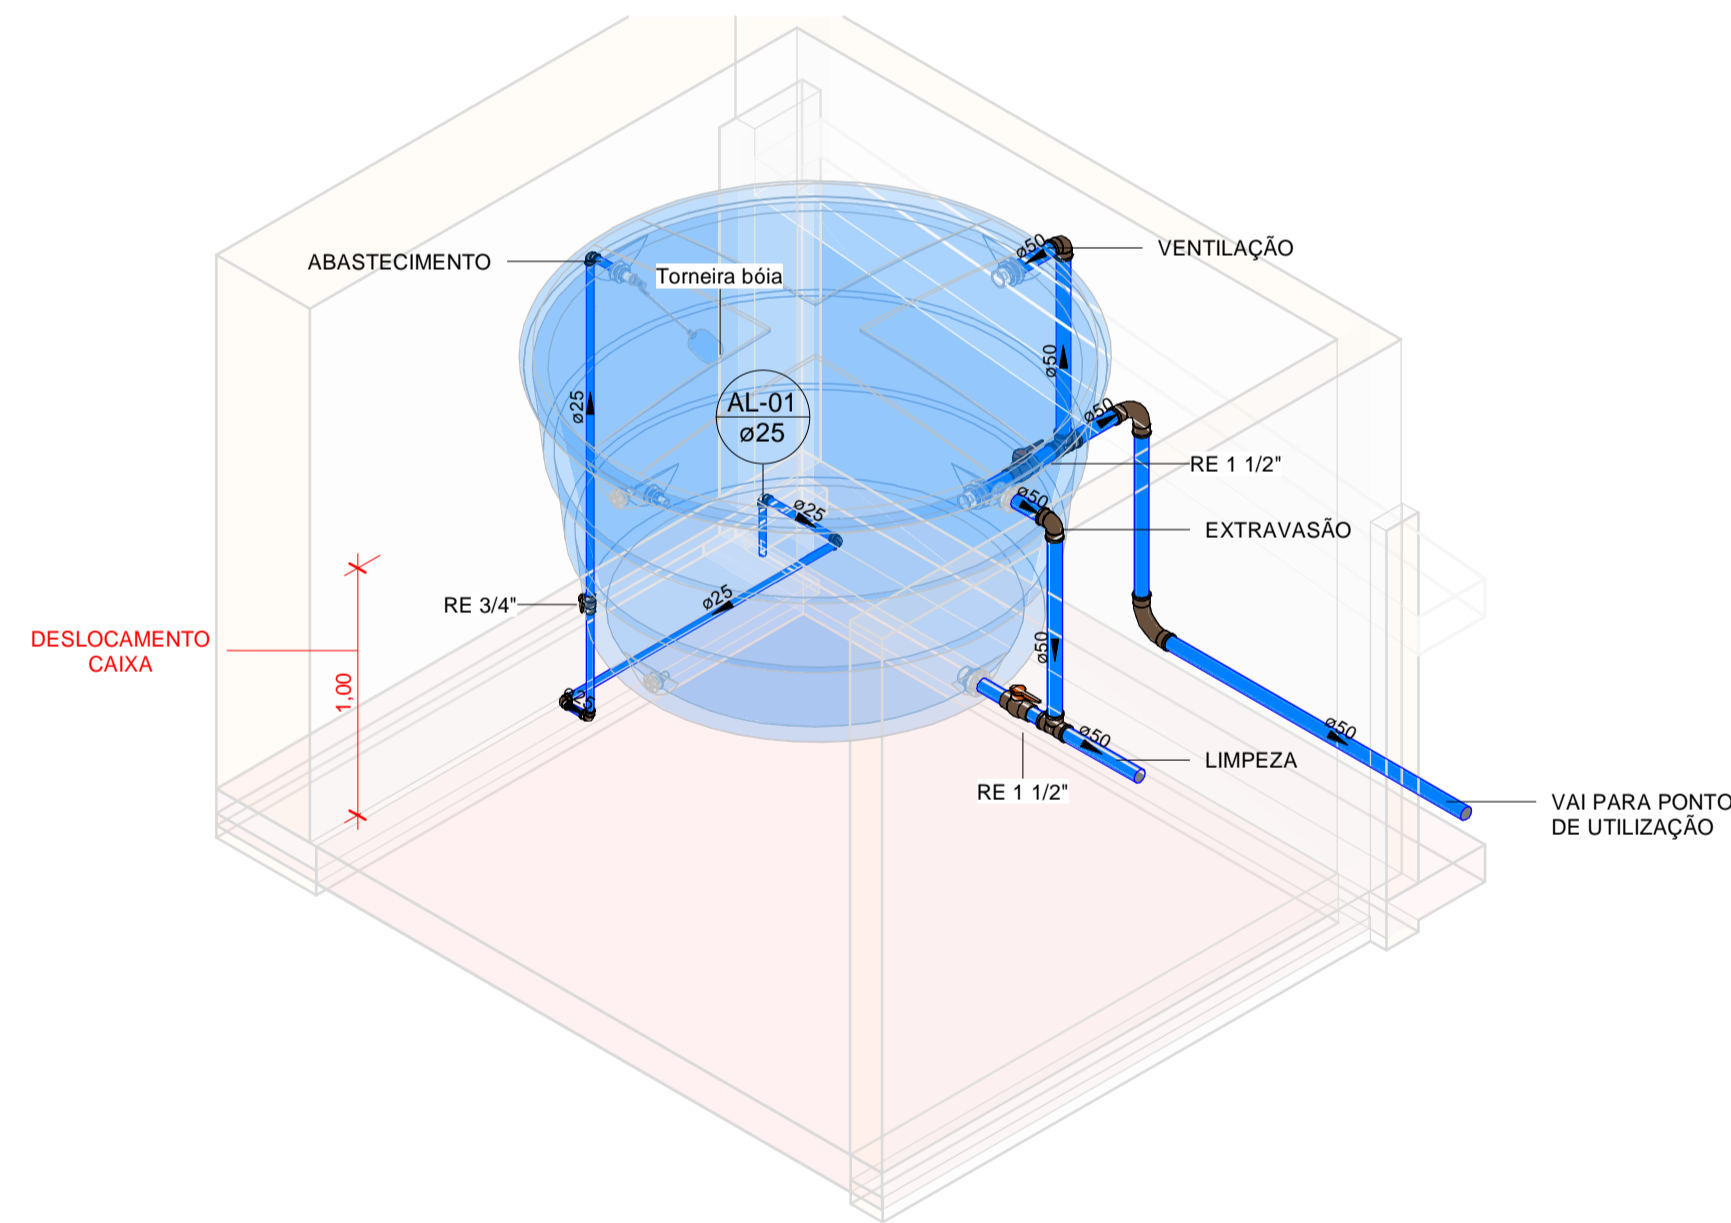 ø50
VENTILAÇÃO
ABASTECIMENTO
Torneira bóia
ø50
ø25
AL-01
ø25
ø50
RE 1 1/2"
ø50
ø25
EXTRAVASÃO
ø25
RE 3/4"
DESLOCAMENTO
CAIXA
1,00
ø50
ø50
ø50
LIMPEZA
RE 1 1/2"
VAI PARA PONTO
DE UTILIZAÇÃO